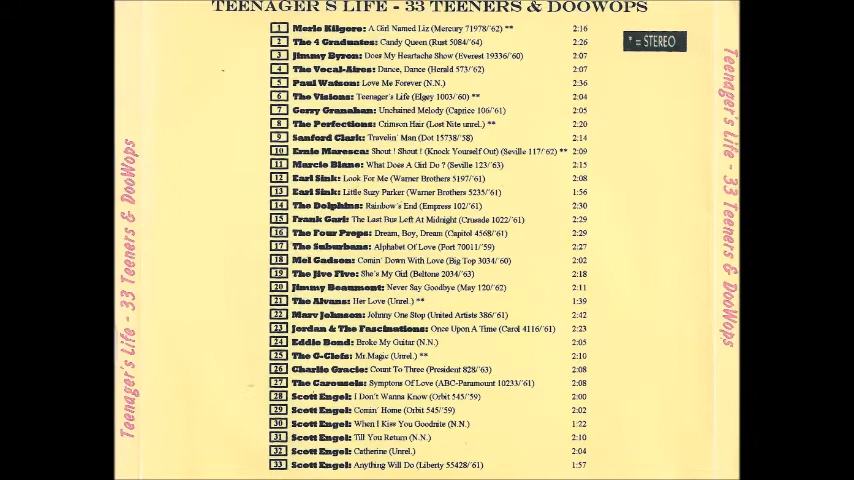 TEENAGER S LIFE - 33 TEENERS & DOOWOPS
1 Merle Kilgore: A Girl Named Liz (Mercury 71978/'62) ** 2:16
2 The 4 Graduates: Candy Queen (Rust 5084/'64) 2:26
* = STEREO
3 Jimmy Byron: Does My Heartache Show (Everest 19336/'60) 2:07
4 The Vocal-Aires: Dance, Dance (Herald 573/'62) 2:07
5 Paul Watson: Love Me Forever (N.N.) 2:36
6 The Visions: Teenager's Life (Elgey 1003/'60) ** 2:04
7 Gerry Granahan: Unchained Melody (Caprice 106/'61) 2:05
8 The Perfections: Crimson Hair (Lost Nite unrel.) ** 2:20
9 Sanford Clark: Travelin' Man (Dot 15738/'58) 2:14
10 Ernie Maresca: Shout ! Shout ! (Knock Yourself Out) (Seville 117/'62) ** 2:09
11 Marcie Blane: What Does A Girl Do ? (Seville 123/'63) 2:15
12 Earl Sink: Look For Me (Warner Brothers 5197/'61) 2:08
13 Earl Sink: Little Suzy Parker (Warner Brothers 5235/'61) 1:56
14 The Dolphins: Rainbow's End (Empress 102/'61) 2:30
15 Frank Gari: The Last Bus Left At Midnight (Crusade 1022/'61) 2:29
16 The Four Preps: Dream, Boy, Dream (Capitol 4568/'61) 2:29
17 The Suburbans: Alphabet Of Love (Port 70011/'59) 2:27
18 Mel Gadson: Comin' Down With Love (Big Top 3034/'60) 2:02
19 The Jive Five: She's My Girl (Beltone 2034/'63) 2:18
20 Jimmy Beaumont: Never Say Goodbye (May 120/'62) 2:11
21 The Alvans: Her Love (Unrel.) ** 1:39
22 Marv Johnson: Johnny One Stop (United Artists 386/'61) 2:42
23 Jordan & The Fascinations: Once Upon A Time (Carol 4116/'61) 2:23
24 Eddie Bond: Broke My Guitar (N.N.) 2:05
25 The G-Clefs: Mr.Magic (Unrel.) ** 2:10
26 Charlie Gracie: Count To Three (President 828/'63) 2:08
27 The Carousels: Symptons Of Love (ABC-Paramount 10233/'61) 2:08
28 Scott Engel: I Don't Wanna Know (Orbit 545/'59) 2:00
29 Scott Engel: Comin' Home (Orbit 545/'59) 2:02
30 Scott Engel: When I Kiss You Goodnite (N.N.) 1:22
31 Scott Engel: Till You Return (N.N.) 2:10
32 Scott Engel: Catherine (Unrel.) 2:04
33 Scott Engel: Anything Will Do (Liberty 55428/'61) 1:57
Teenager's Life - 33 Teeners & DooWops
Teenager's Life - 33 Teeners & DooWops